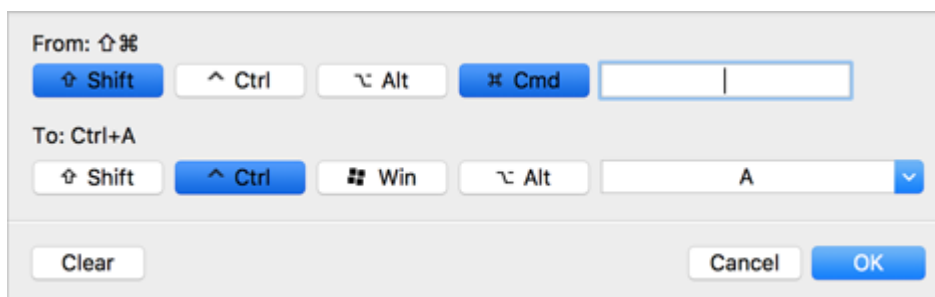 From: ⇧⌘
⇧ Shift ^ Ctrl ⌥ Alt ⌘ Cmd
To: Ctrl+A
⇧ Shift ^ Ctrl Win ⌥ Alt A
Clear Cancel OK